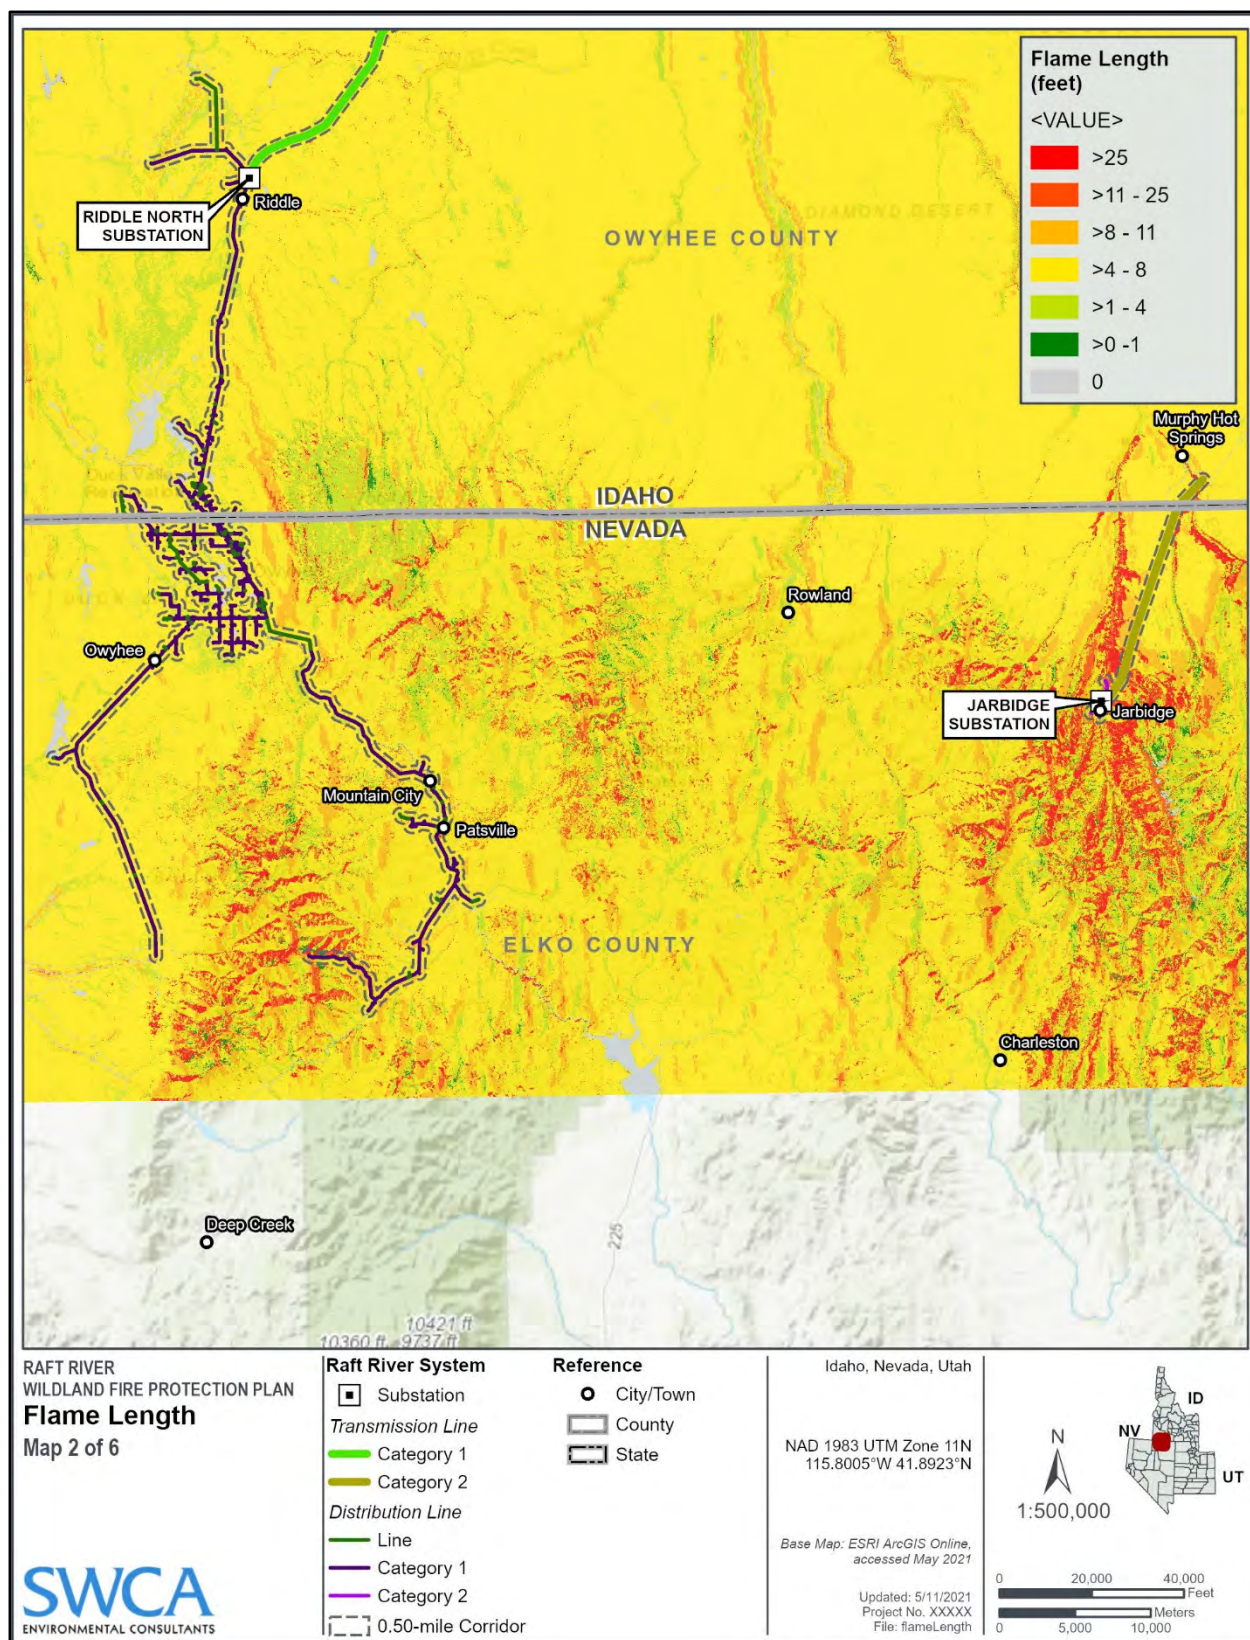 Flame Length
(feet)
<VALUE>
>25
>11 - 25
>8 - 11
>4 - 8
>1 - 4
>0 -1
0
RIDDLE NORTH
SUBSTATION
Riddle
OWYHEE COUNTY
DIAMOND DESERT
Murphy Hot
Springs
IDAHO
NEVADA
Rowland
Owyhee
JARBIDGE
SUBSTATION
Jarbidge
Mountain City
Patsville
ELKO COUNTY
Charleston
Deep Creek
225
10421 ft
10360 ft
9737 ft
RAFT RIVER
WILDLAND FIRE PROTECTION PLAN
Flame Length
Map 2 of 6
SWCA
ENVIRONMENTAL CONSULTANTS
Raft River System
Substation
Transmission Line
Category 1
Category 2
Distribution Line
Line
Category 1
Category 2
0.50-mile Corridor
Reference
City/Town
County
State
Idaho, Nevada, Utah
NAD 1983 UTM Zone 11N
115.8005°W 41.8923°N
Base Map: ESRI ArcGIS Online,
accessed May 2021
Updated: 5/11/2021
Project No. XXXXX
File: flameLength
N
1:500,000
ID
NV
UT
0 20,000 40,000
Feet
Meters
0 5,000 10,000